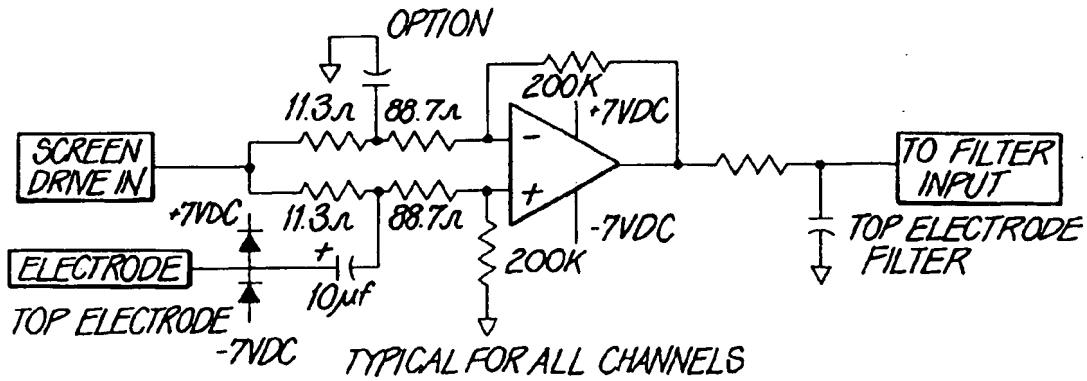 OPTION
200K
11.3Ω 88.7Ω
+7VDC
SCREEN
DRIVE IN
-
+
TO FILTER
INPUT
+7VDC
11.3Ω 88.7Ω
-7VDC
200K
TOP ELECTRODE
FILTER
ELECTRODE
+
10µf
TOP ELECTRODE
-7VDC
TYPICAL FOR ALL CHANNELS